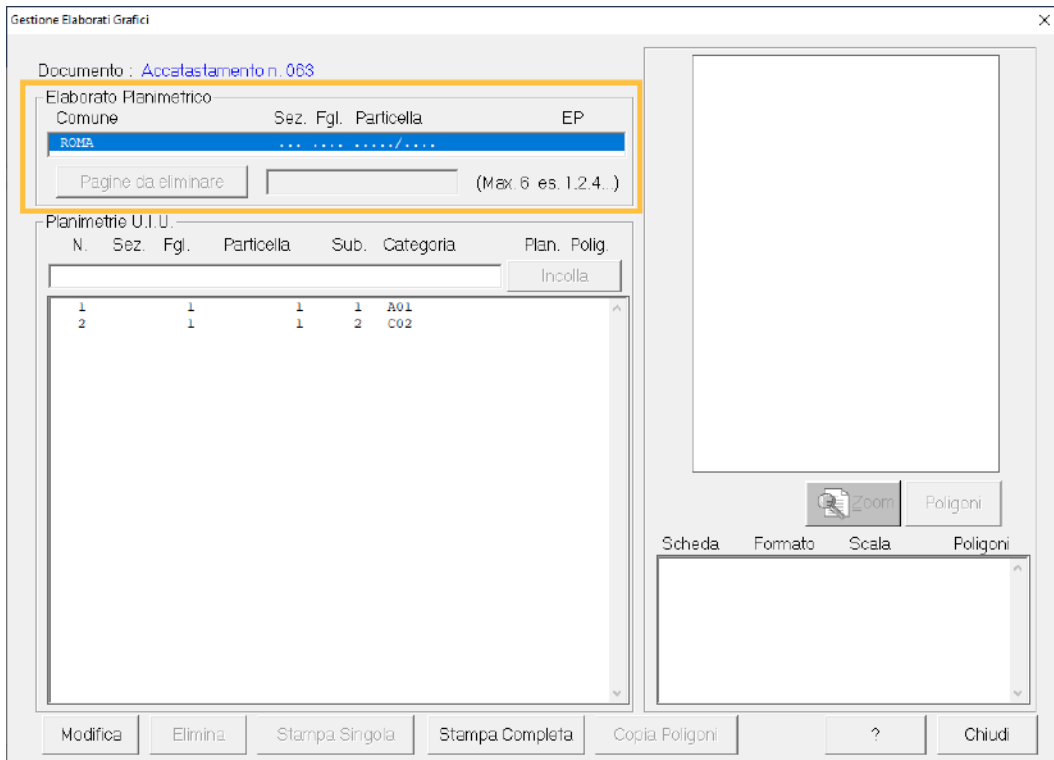 Gestione Elaborati Grafici
Documento : Accatastamento n. 063
Elaborato Planimetrico
Comune Sez. Fgl. Particella EP
ROMA ... .... ...../....
Pagine da eliminare (Max. 6 es. 1,2,4...)
Planimetrie U.I.U.
N. Sez. Fgl. Particella Sub. Categoria Plan. Polig.
Incolla
1 1 1 1 A01
2 1 1 2 C02
Zoom Poligoni
Scheda Formato Scala Poligoni
Modifica Elimina Stampa Singola Stampa Completa Copia Poligoni ? Chiudi